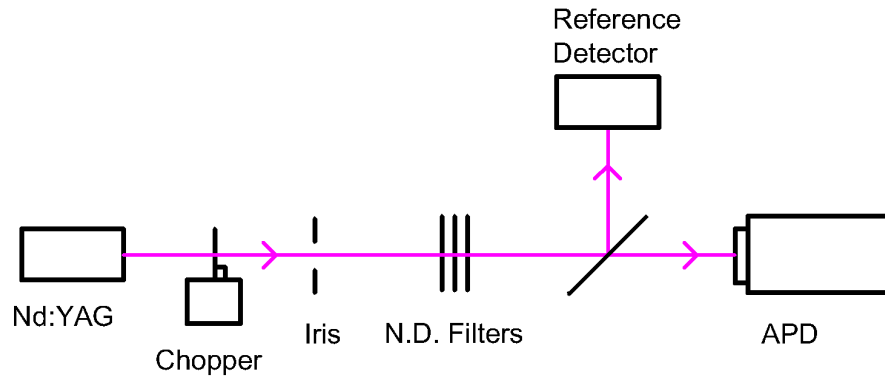 Reference
Detector
Nd:YAG
Chopper
Iris
N.D. Filters
APD